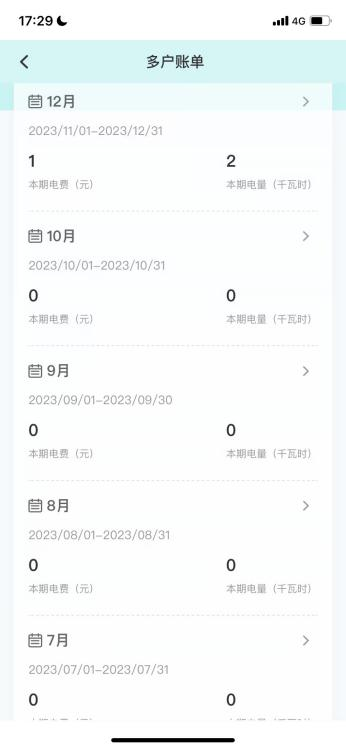 17:29
4G
多户账单
12月
2023/11/01-2023/12/31
1 2
本期电费（元） 本期电量（千瓦时）
10月
2023/10/01-2023/10/31
0 0
本期电费（元） 本期电量（千瓦时）
9月
2023/09/01-2023/09/30
0 0
本期电费（元） 本期电量（千瓦时）
8月
2023/08/01-2023/08/31
0 0
本期电费（元） 本期电量（千瓦时）
7月
2023/07/01-2023/07/31
0 0